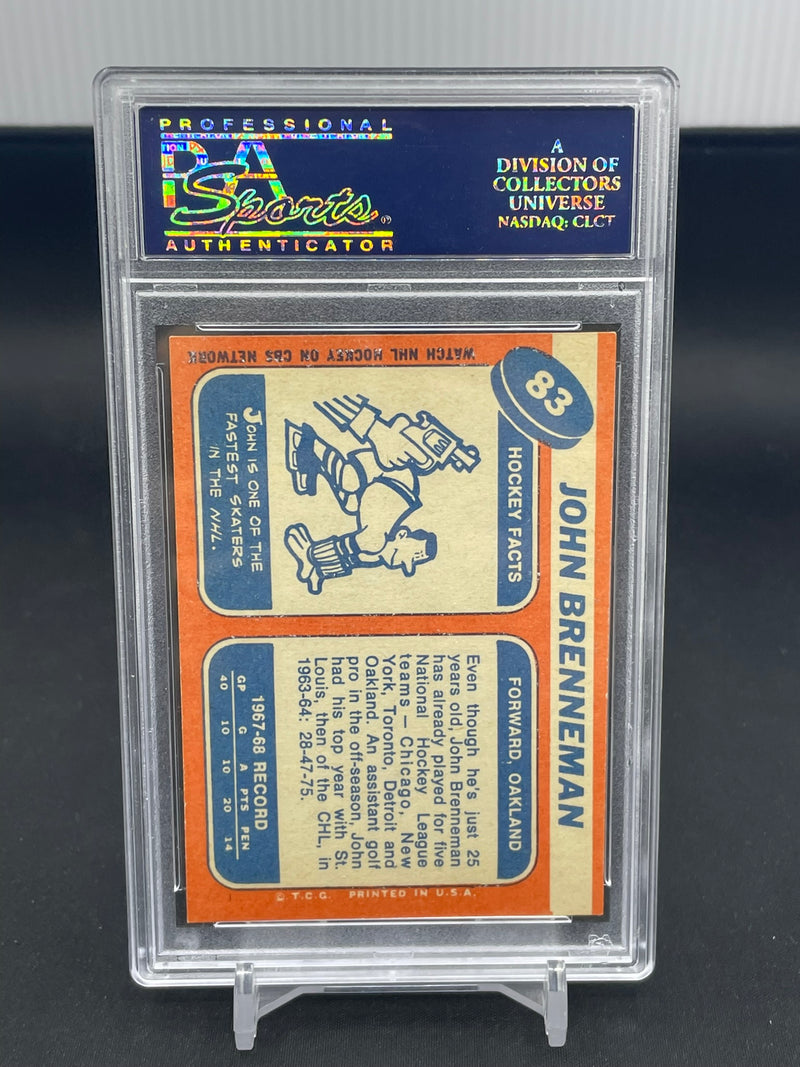 PROFESSIONAL
PSA
Sports®
AUTHENTICATOR
A
DIVISION OF
COLLECTORS
UNIVERSE
NASDAQ: CLCT
83
JOHN BRENNEMAN
HOCKEY FACTS
JOHN IS ONE OF THE
FASTEST SKATERS
IN THE NHL.
WATCH NHL HOCKEY ON CBS NETWORK
FORWARD, OAKLAND
Even though he's just 25
years old, John Brenneman
has already played for five
National Hockey League
teams — Chicago, New
York, Toronto, Detroit and
Oakland. An assistant golf
pro in the off-season, John
had his top year with St.
Louis, then of the CHL, in
1963-64: 28-47-75.
1967-68 RECORD
GP G A PTS PEN
40 10 10 20 14
© T.C.G. PRINTED IN U.S.A.